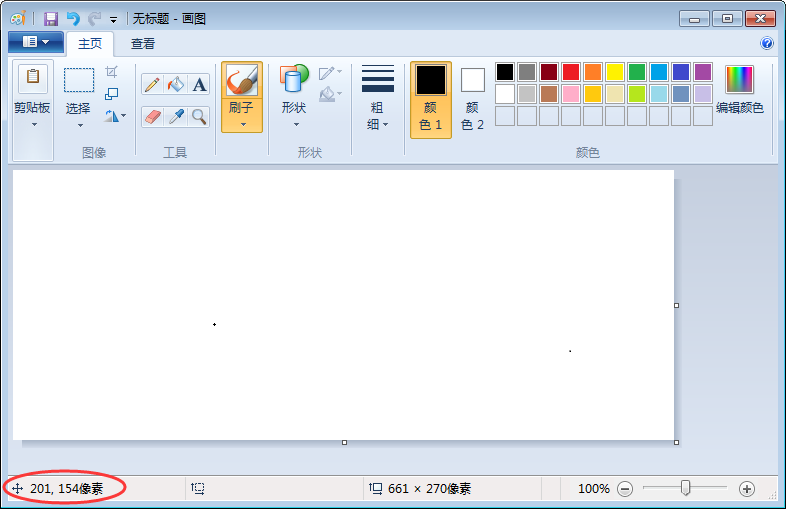 无标题 - 画图
主页 查看
剪贴板
选择
图像
A
工具
刷子
形状
形状
粗
细
颜
色 1
颜
色 2
编辑颜色
颜色
201, 154像素
661 × 270像素
100%